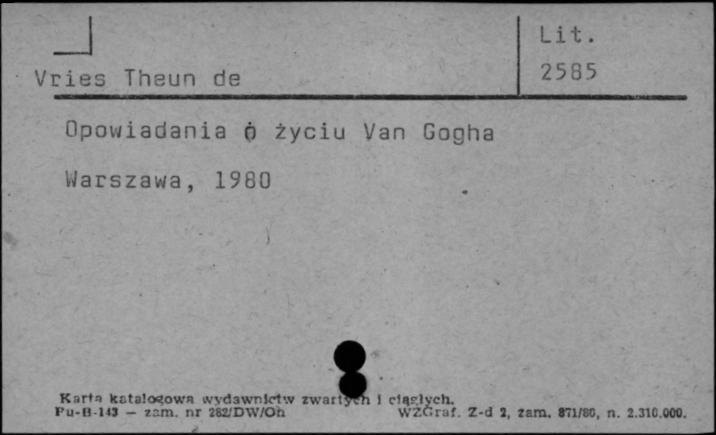 Lit.
Vries Theun de
2585
Opowiadania o życiu Van Gogha
Warszawa, 1980
Karta katalogowa wydawnictw zwartych i ciągłych.
Pu-B-143 — zam. nr 282/DW/Oh
WZGraf. Z-d 2, zam. 871/80, n. 2.310.000.